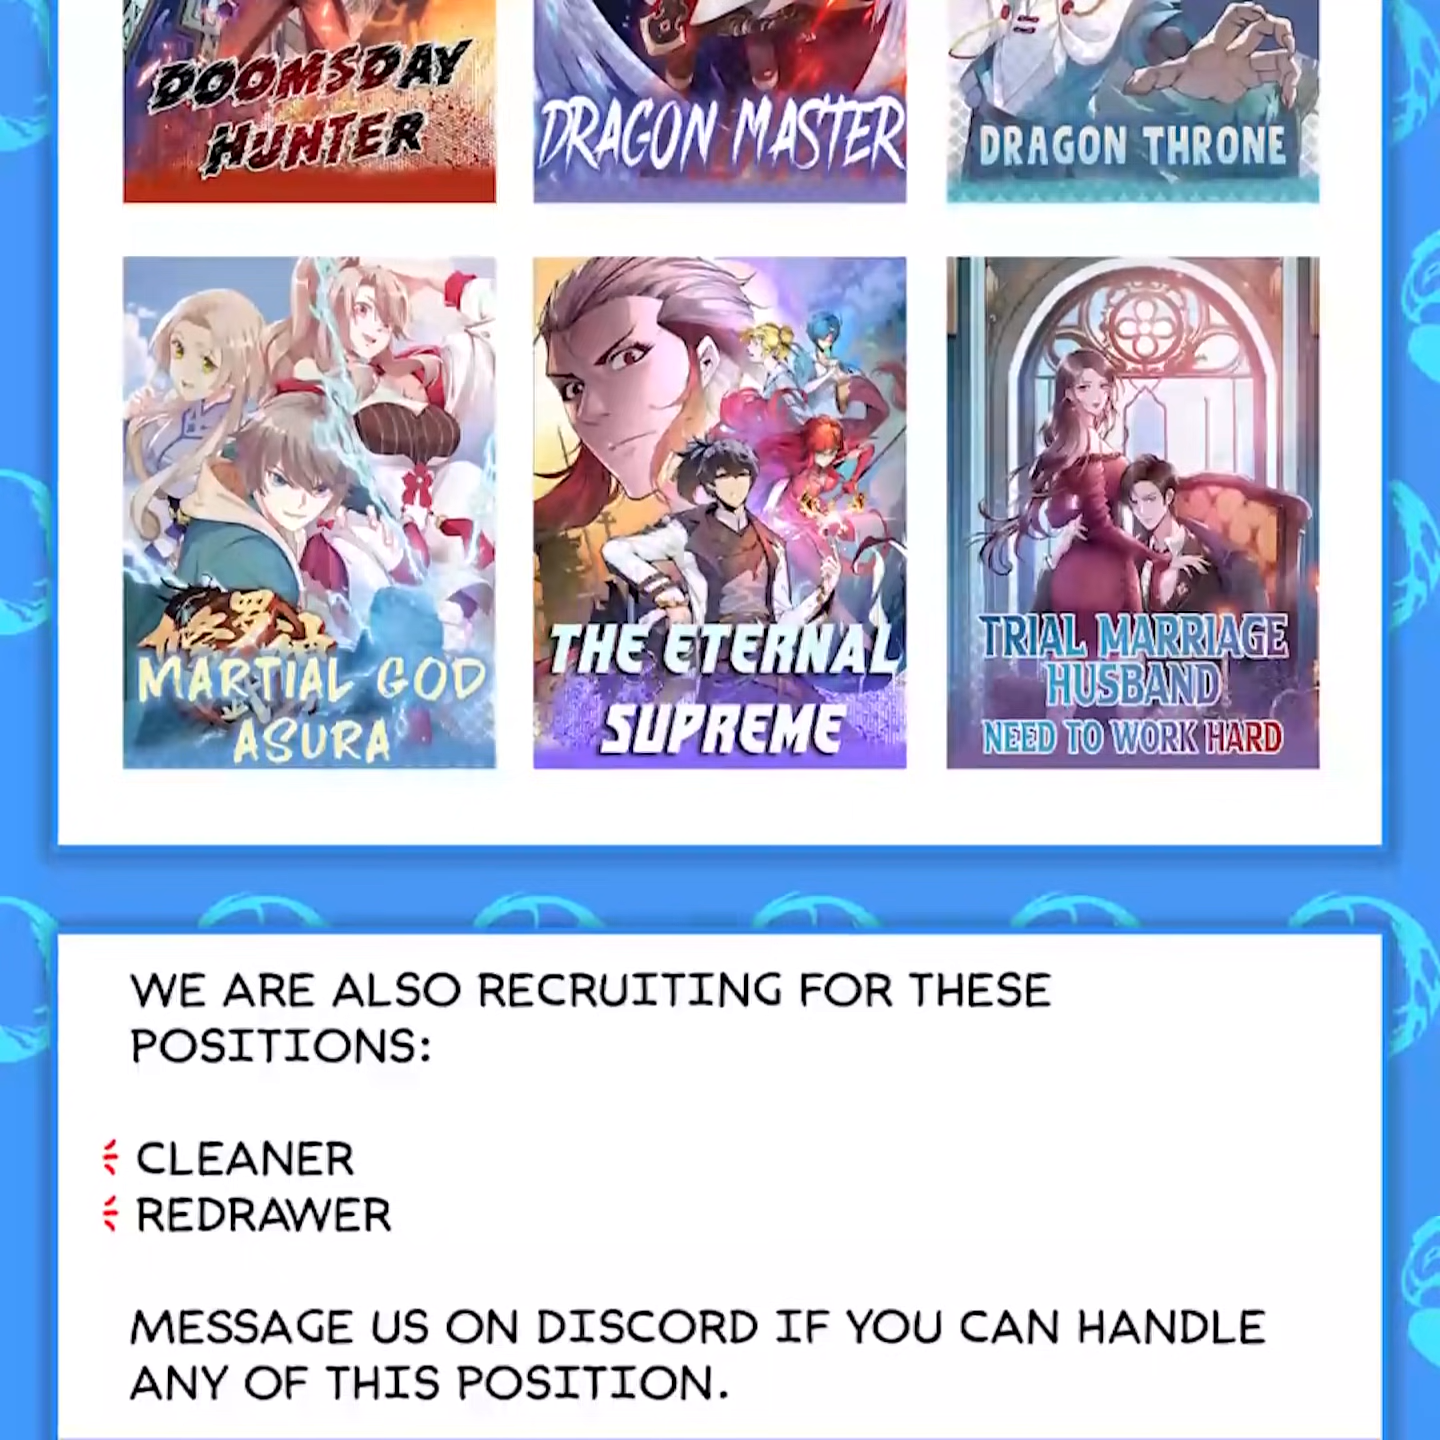 DOOMSDAY
HUNTER
DRAGON MASTER
DRAGON THRONE
MARTIAL GOD
ASURA
THE ETERNAL
SUPREME
TRIAL MARRIAGE
HUSBAND
NEED TO WORK HARD
WE ARE ALSO RECRUITING FOR THESE
POSITIONS:
CLEANER
REDRAWER
MESSAGE US ON DISCORD IF YOU CAN HANDLE
ANY OF THIS POSITION.